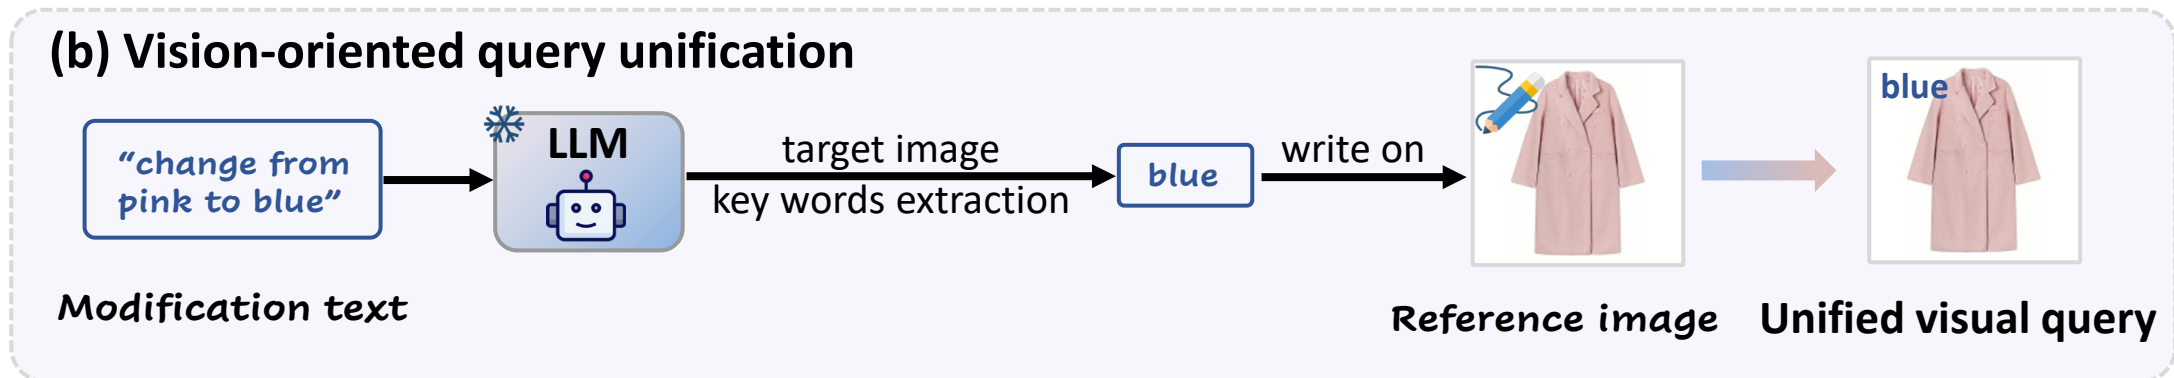 (b) Vision-oriented query unification
“change from
pink to blue”
LLM
target image
key words extraction
blue
write on
blue
Modification text
Reference image
Unified visual query